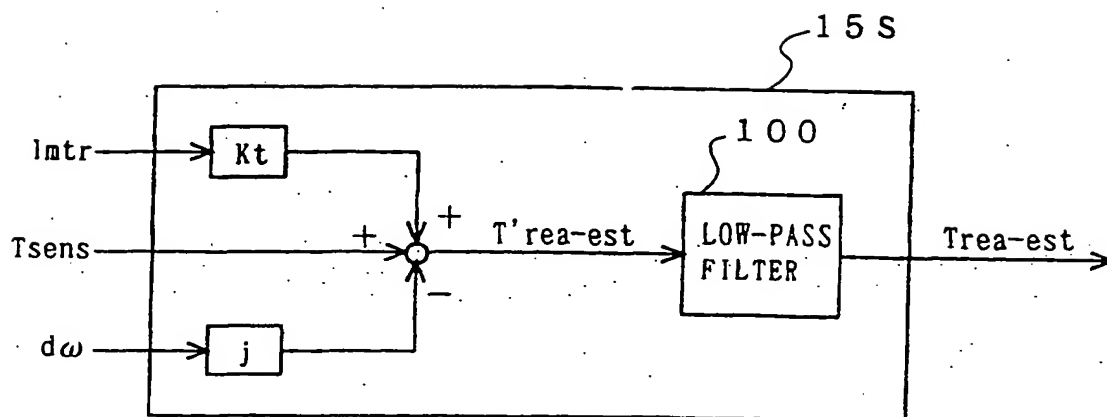 15S
100
Imtr
Kt
+
Tsens
+
T'rea-est
LOW-PASS
FILTER
Trea-est
−
dω
j